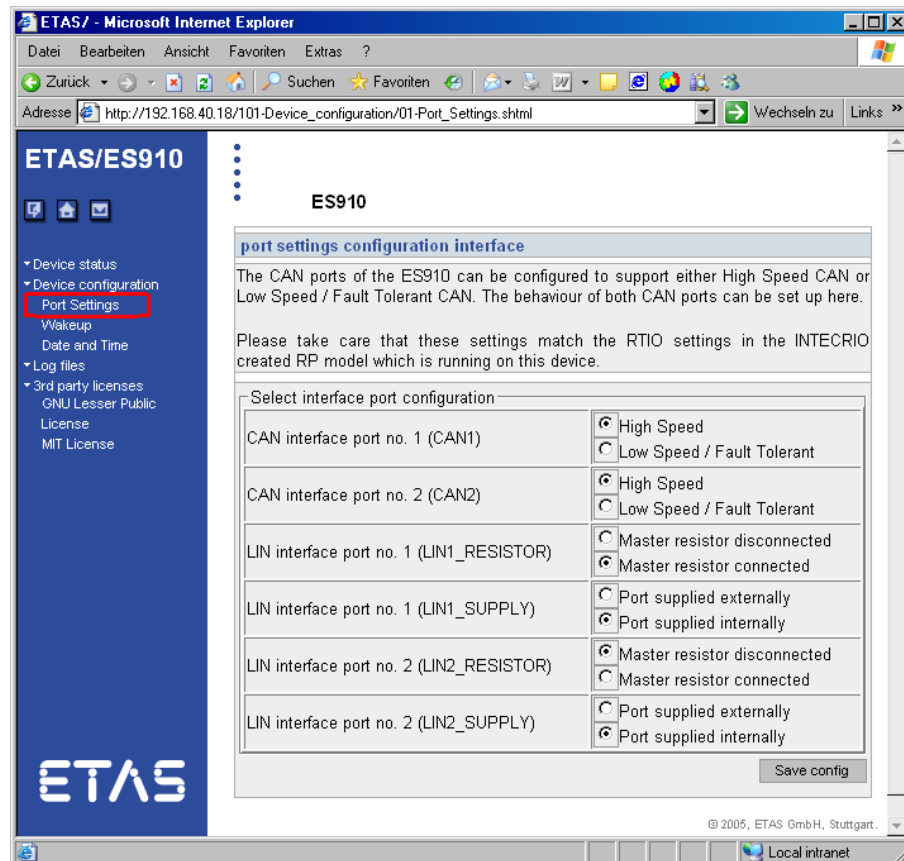 ETAS/ - Microsoft Internet Explorer
Datei Bearbeiten Ansicht Favoriten Extras ?
Zurück Suchen Favoriten
Adresse http://192.168.40.18/101-Device_configuration/01-Port_Settings.shtml Wechseln zu Links »
ETAS/ES910
ES910
Device status
Device configuration
Port Settings
Wakeup
Date and Time
Log files
3rd party licenses
GNU Lesser Public
License
MIT License
port settings configuration interface
The CAN ports of the ES910 can be configured to support either High Speed CAN or
Low Speed / Fault Tolerant CAN. The behaviour of both CAN ports can be set up here.
Please take care that these settings match the RTIO settings in the INTECRIO
created RP model which is running on this device.
Select interface port configuration
CAN interface port no. 1 (CAN1)
High Speed
Low Speed / Fault Tolerant
CAN interface port no. 2 (CAN2)
High Speed
Low Speed / Fault Tolerant
LIN interface port no. 1 (LIN1_RESISTOR)
Master resistor disconnected
Master resistor connected
LIN interface port no. 1 (LIN1_SUPPLY)
Port supplied externally
Port supplied internally
LIN interface port no. 2 (LIN2_RESISTOR)
Master resistor disconnected
Master resistor connected
LIN interface port no. 2 (LIN2_SUPPLY)
Port supplied externally
Port supplied internally
Save config
ETAS
© 2005, ETAS GmbH, Stuttgart.
Local intranet